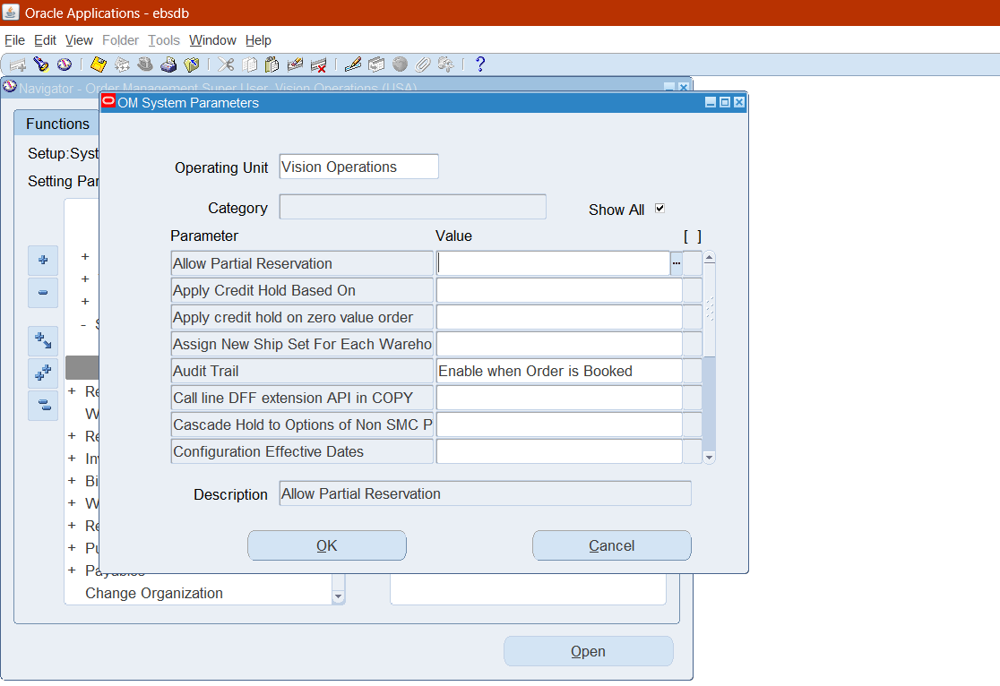 Oracle Applications - ebsdb
File Edit View Folder Tools Window Help
Navigator - Order Management Super User, Vision Operations (USA)
OM System Parameters
Functions
Setup:Syst
Setting Par
Operating Unit Vision Operations
Category
Show All
Parameter Value [ ]
Allow Partial Reservation
Apply Credit Hold Based On
Apply credit hold on zero value order
Assign New Ship Set For Each Wareho
Audit Trail Enable when Order is Booked
Call line DFF extension API in COPY
Cascade Hold to Options of Non SMC P
Configuration Effective Dates
Description Allow Partial Reservation
OK Cancel
+
+
+
- S
+ Re
W
+ Re
+ In
+ Bi
+ W
+ Re
+ Pu
+ Payables
Change Organization
Open